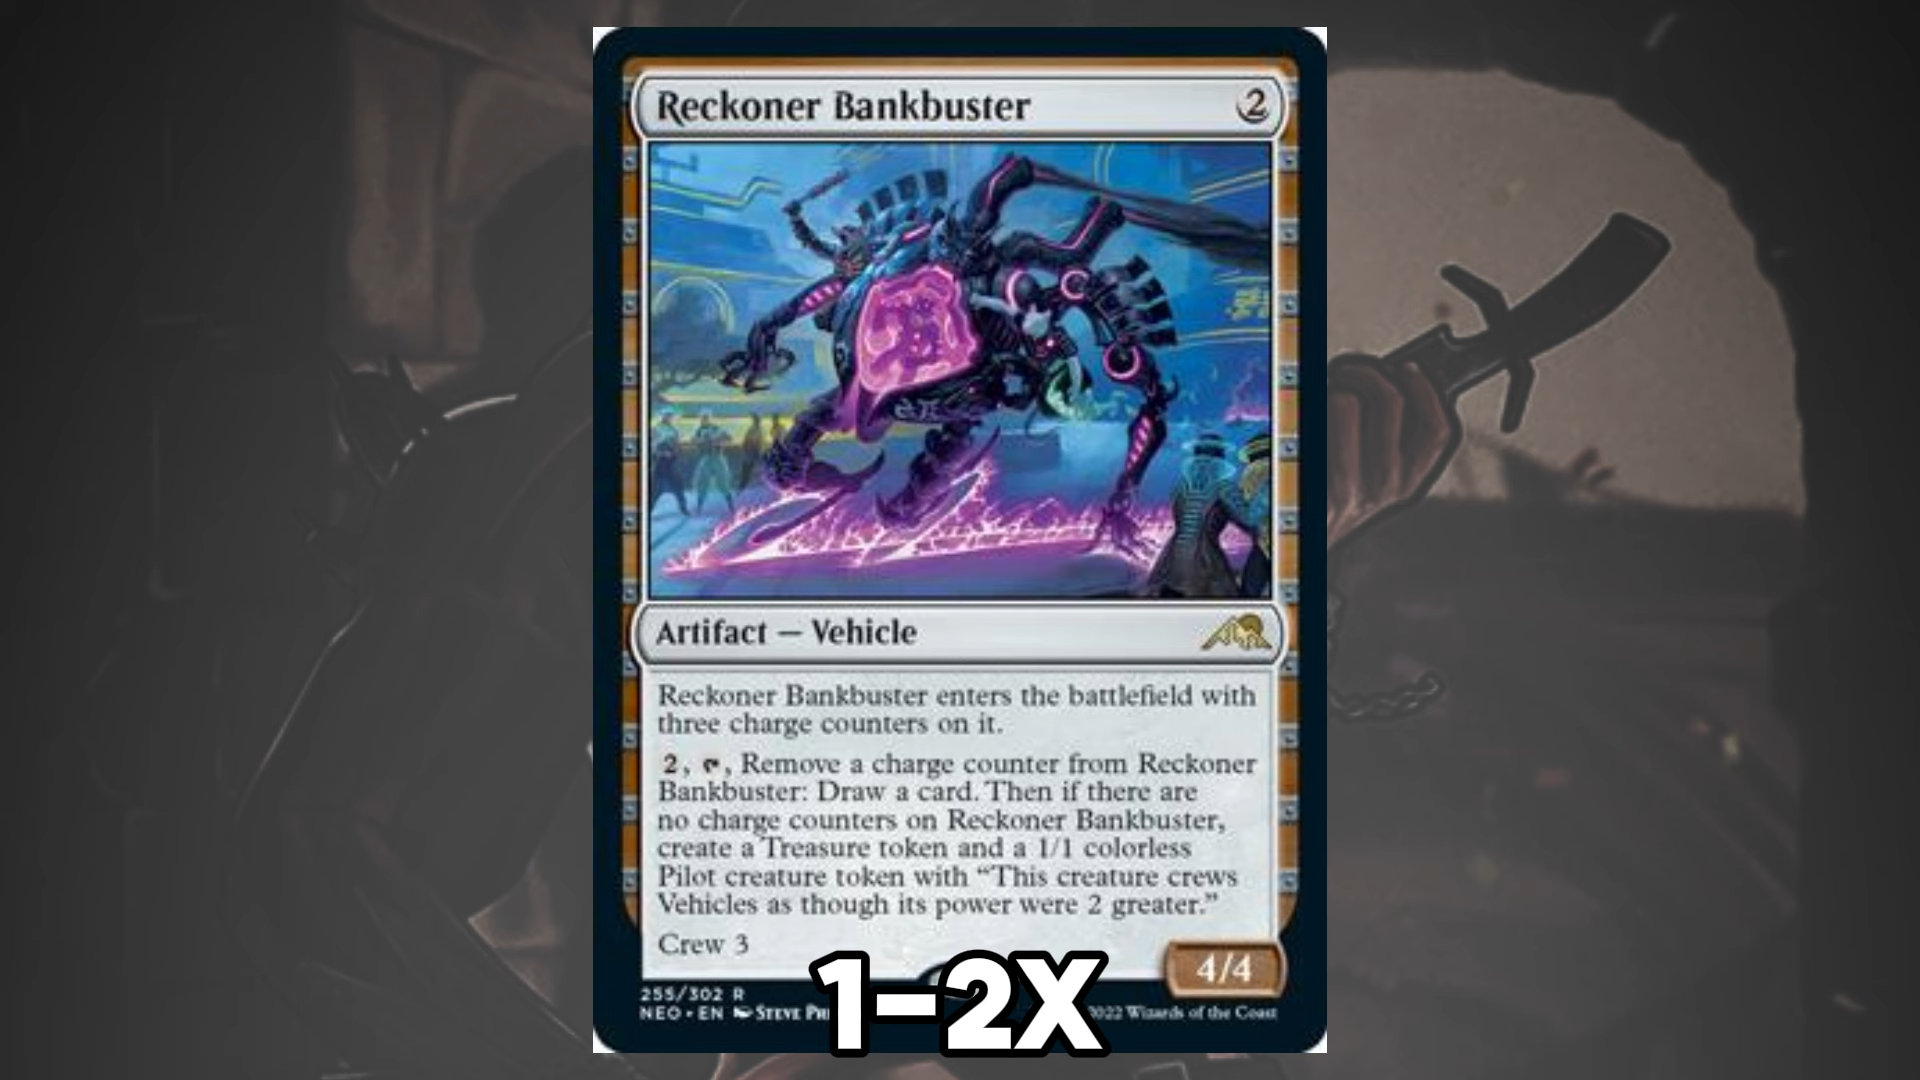 Reckoner Bankbuster 2
Artifact — Vehicle
Reckoner Bankbuster enters the battlefield with
three charge counters on it.
2, , Remove a charge counter from Reckoner
Bankbuster: Draw a card. Then if there are
no charge counters on Reckoner Bankbuster,
create a Treasure token and a 1/1 colorless
Pilot creature token with “This creature crews
Vehicles as though its power were 2 greater.”
Crew 3
4/4
1-2X
255/302 R
NEO • EN STEVE
2022 Wizards of the Coast